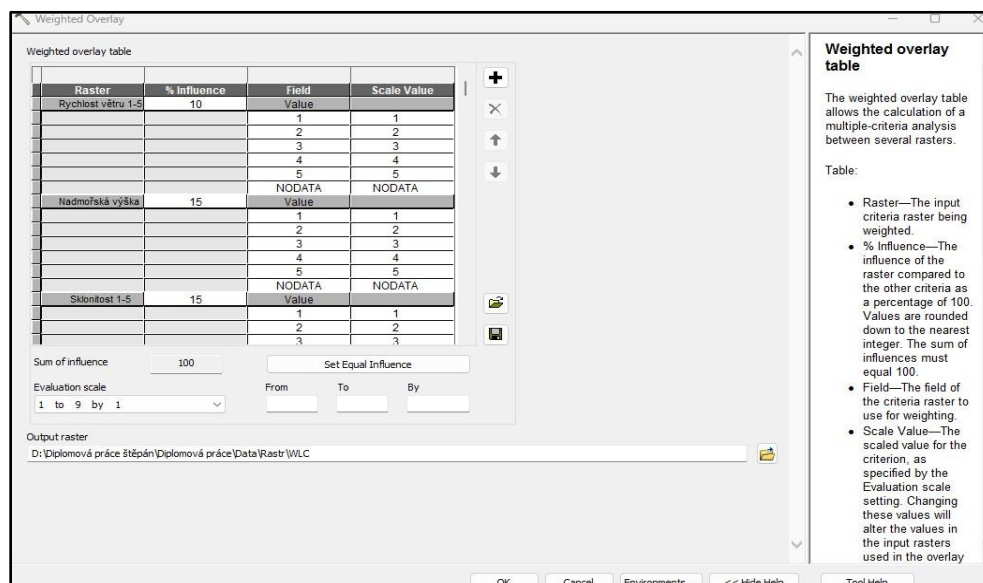 Weighted Overlay
Weighted overlay table
Raster % Influence Field Scale Value
Rychlost větru 1-5 10 Value
1 1
2 2
3 3
4 4
5 5
NODATA NODATA
Nadmořská výška 15 Value
1 1
2 2
3 3
4 4
5 5
NODATA NODATA
Sklonitost 1-5 15 Value
1 1
2 2
3 3
Sum of influence 100 Set Equal Influence
Evaluation scale From To By
1 to 9 by 1
Output raster
D:\Diplomová práce štěpán\Diplomová práce\Data\Rastr\WLC
OK Cancel Environments... << Hide Help Tool Help
Weighted overlay
table
The weighted overlay table
allows the calculation of a
multiple-criteria analysis
between several rasters.
Table:
• Raster—The input
criteria raster being
weighted.
• % Influence—The
influence of the
raster compared to
the other criteria as
a percentage of 100.
Values are rounded
down to the nearest
integer. The sum of
influences must
equal 100.
• Field—The field of
the criteria raster to
use for weighting.
• Scale Value—The
scaled value for the
criterion, as
specified by the
Evaluation scale
setting. Changing
these values will
alter the values in
the input rasters
used in the overlay